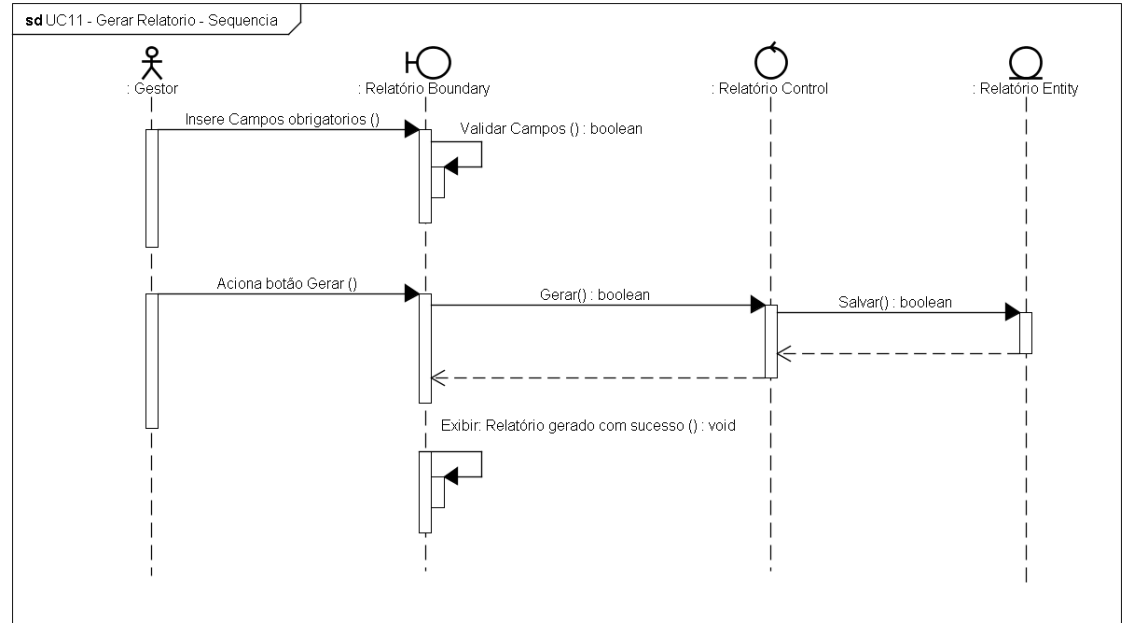 sd UC11 - Gerar Relatorio - Sequencia
: Gestor
: Relatório Boundary
: Relatório Control
: Relatório Entity
Insere Campos obrigatorios ()
Validar Campos () : boolean
Aciona botão Gerar ()
Gerar() : boolean
Salvar() : boolean
Exibir: Relatório gerado com sucesso () : void